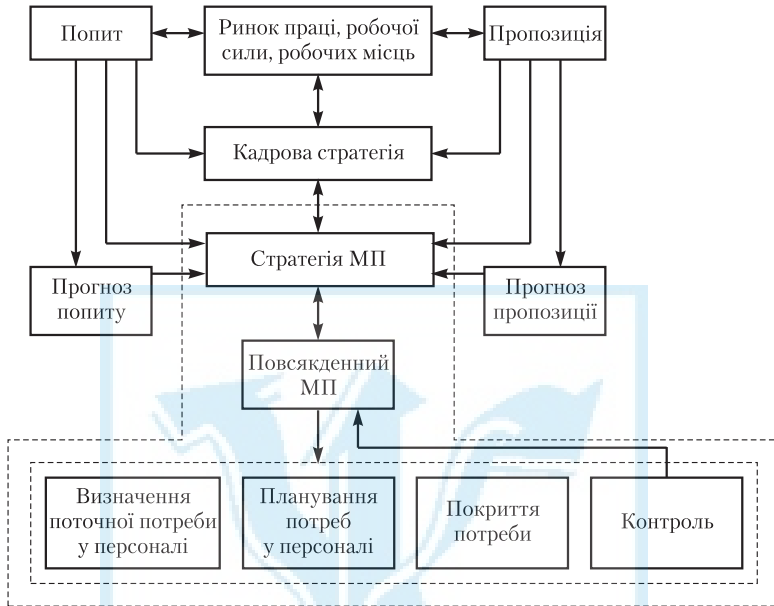 Попит
Ринок праці, робочої
сили, робочих місць
Пропозиція
Кадрова стратегія
Стратегія МП
Прогноз
попиту
Прогноз
пропозиції
Повсякденний
МП
Визначення
поточної потреби
у персоналі
Планування
потреб
у персоналі
Покриття
потреби
Контроль